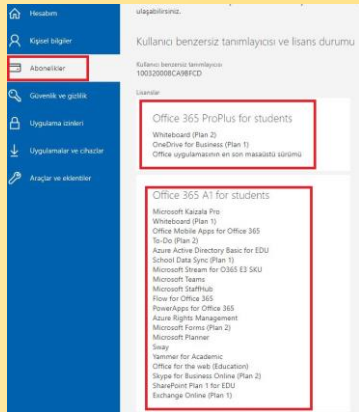 Hesabım
Kişisel bilgiler
Abonelikler
Güvenlik ve gizlilik
Uygulama izinleri
Uygulamalar ve cihazlar
Araçlar ve eklentiler
ulaşabilirsiniz.
Kullanıcı benzersiz tanımlayıcısı ve lisans durumu
Kullanıcı benzersiz tanımlayıcısı
100320008CA9BFCD
Lisanslar
Office 365 ProPlus for students
Whiteboard (Plan 2)
OneDrive for Business (Plan 1)
Office uygulamasının en son masaüstü sürümü
Office 365 A1 for students
Microsoft Kaizala Pro
Whiteboard (Plan 1)
Office Mobile Apps for Office 365
To-Do (Plan 2)
Azure Active Directory Basic for EDU
School Data Sync (Plan 1)
Microsoft Stream for O365 E3 SKU
Microsoft Teams
Microsoft StaffHub
Flow for Office 365
PowerApps for Office 365
Azure Rights Management
Microsoft Forms (Plan 2)
Microsoft Planner
Sway
Yammer for Academic
Office for the web (Education)
Skype for Business Online (Plan 2)
SharePoint Plan 1 for EDU
Exchange Online (Plan 1)